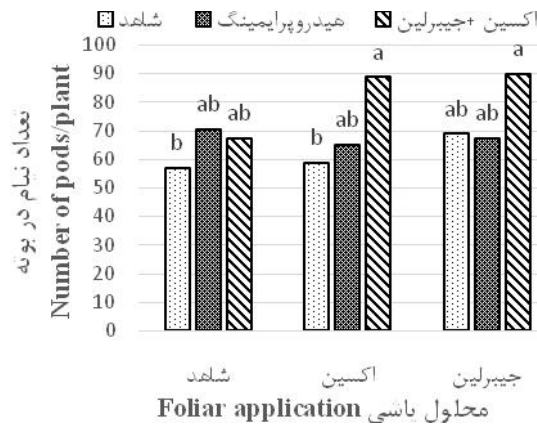 شاهد هیدروپرایمینگ اکسین +جیبرلین
تعداد نیام در بوته
Number of pods/plant
100
90
80
70
60
50
40
30
20
10
0
b ab ab
b ab a
ab ab a
شاهد اکسین جیبرلین
Foliar application محلول پاشی